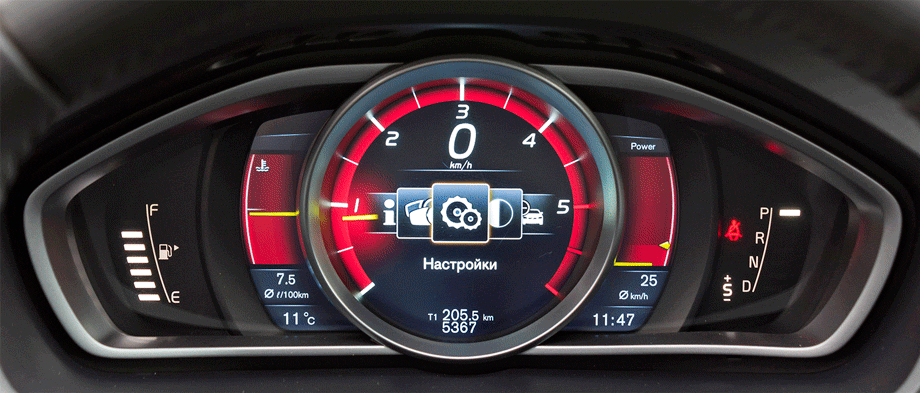 F
E
7.5
Ø ℓ/100km
11 °C
1
2
3
4
5
0
km/h
i
Настройки
T1 205.5 km
5367
Power
25
Ø km/h
11:47
P
R
N
D
+
S
-